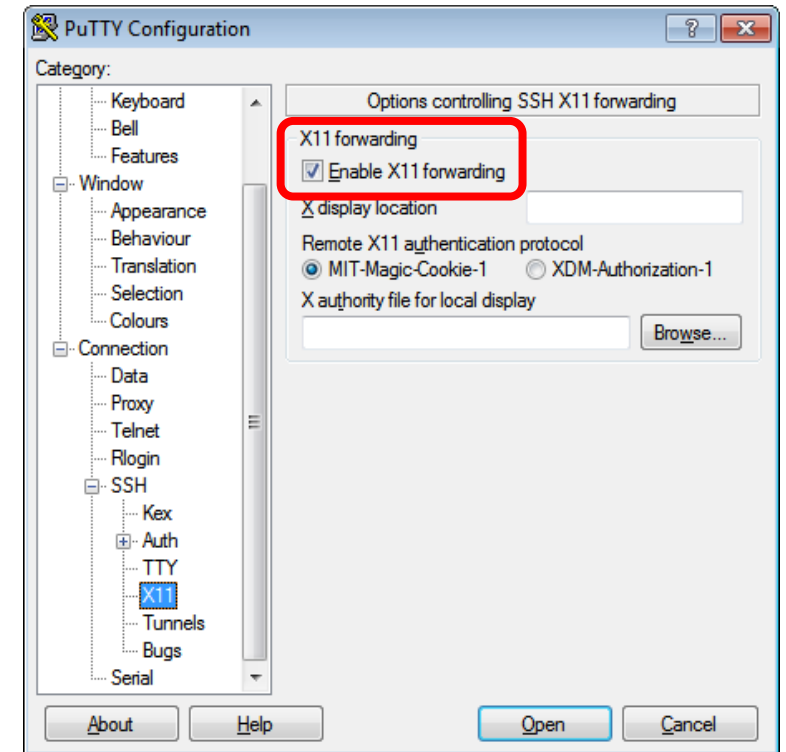 PuTTY Configuration
Category:
Keyboard
Bell
Features
Window
Appearance
Behaviour
Translation
Selection
Colours
Connection
Data
Proxy
Telnet
Rlogin
SSH
Kex
Auth
TTY
X11
Tunnels
Bugs
Serial
Options controlling SSH X11 forwarding
X11 forwarding
Enable X11 forwarding
X display location
Remote X11 authentication protocol
MIT-Magic-Cookie-1 XDM-Authorization-1
X authority file for local display
Browse...
About Help Open Cancel